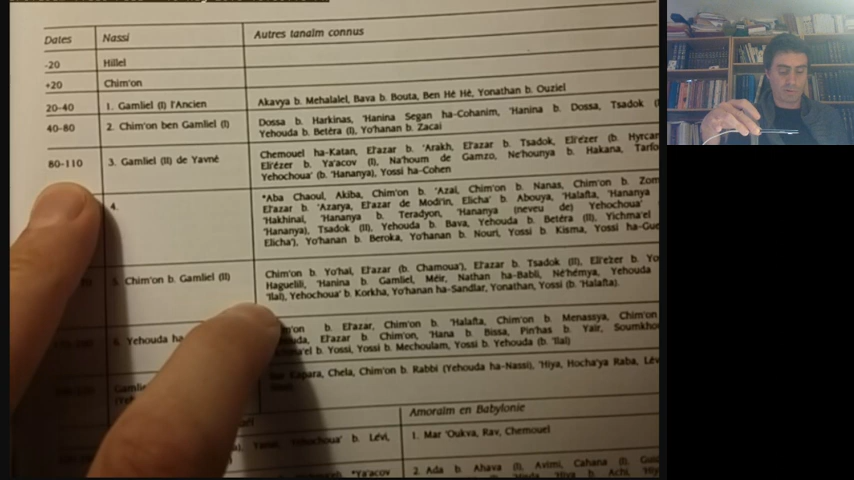 Dates Nassi Autres tanaïm connus
-20 Hillel
+20 Chim'on
20-40 1. Gamliel (I) l'Ancien Akavya b. Mehalalel, Bava b. Bouta, Ben Hé Hé, Yonathan b. Ouziel
40-80 2. Chim'on ben Gamliel (I) Dossa b. Harkinas, 'Hanina Segan ha-Cohanim, 'Hanina b. Dossa, Tsadok
Yehouda b. Betéra (I), Yo'hanan b. Zacaï
80-110 3. Gamliel (II) de Yavné Chemouel ha-Katan, El'azar b. 'Arakh, El'azar b. Tsadok, Eli'ézer (b. Hyrcan
Eli'ézer b. Ya'acov (I), Na'houm de Gamzo, Ne'hounya b. Hakana, Tarfo
Yehochoua' (b. 'Hananya), Yossi ha-Cohen
4. *Aba Chaoul, Akiba, Chim'on b. 'Azaï, Chim'on b. Nanas, Chim'on b. Zom
El'azar b. 'Azarya, El'azar de Modi'in, Elicha' b. Abouya, 'Halafta, 'Hananya
'Hakhinaï, 'Hananya b. Teradyon, 'Hananya (neveu de) Yehochoua'
'Hananya), Tsadok (II), Yehouda b. Bava, Yehouda b. Betéra (II), Yichma'el
Elicha'), Yo'hanan b. Beroka, Yo'hanan b. Nouri, Yossi b. Kisma, Yossi ha-Gue
5. Chim'on b. Gamliel (II) Chim'on b. Yo'haï, El'azar (b. Chamoua'), El'azar b. Tsadok (II), Eli'ézer b. Yo
Haguelili, 'Hanina b. Gamliel, Méir, Nathan ha-Babli, Né'hémya, Yehouda
'Ilaï), Yehochoua' b. Korkha, Yo'hanan ha-Sandlar, Yonathan, Yossi (b. 'Halafta).
6. Yehouda ha b. El'azar, Chim'on b. 'Halafta, Chim'on b. Menassya, Chim'on
El'azar b. Chim'on, 'Hana b. Bissa, Pin'has b. Yaïr, Soumkho
b. Yossi, Yossi b. Mechoulam, Yossi b. Yehouda (b. 'Ilaï)
Kapara, Chela, Chim'on b. Rabbi (Yehouda ha-Nassi), 'Hiya, Hocha'ya Raba, Lév
Amoraïm en Babylonie
b. Lévi, 1. Mar 'Oukva, Rav, Chemouel
*Ya'acov 2. Ada b. Ahava (I), Avimi, Cahana (I),